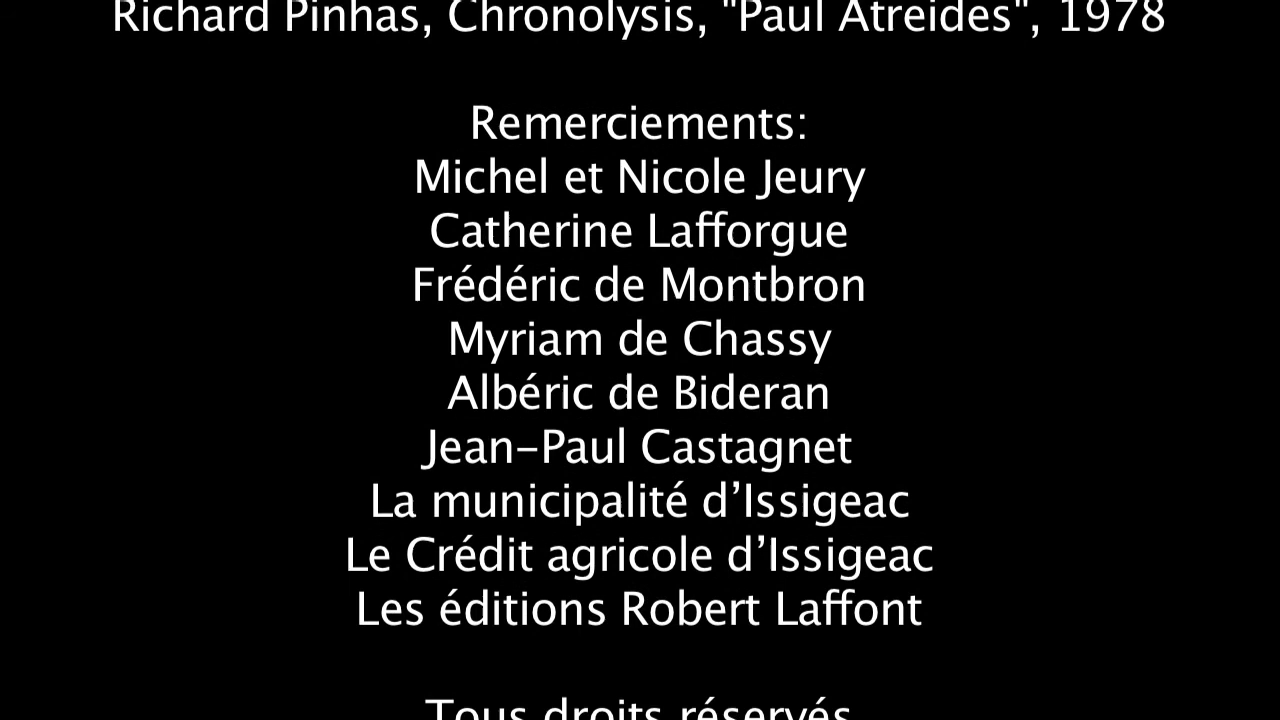 Richard Pinhas, Chronolysis, "Paul Atreides", 1978
Remerciements:
Michel et Nicole Jeury
Catherine Lafforgue
Frédéric de Montbron
Myriam de Chassy
Albéric de Bideran
Jean-Paul Castagnet
La municipalité d’Issigeac
Le Crédit agricole d’Issigeac
Les éditions Robert Laffont
Tous droits réservés